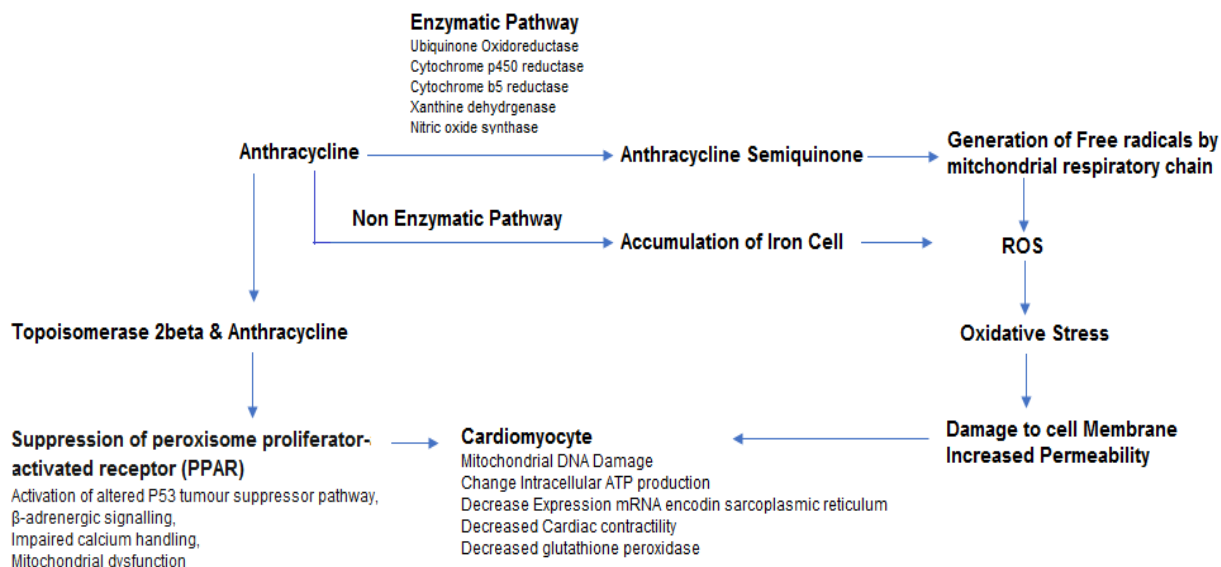 Enzymatic Pathway
Ubiquinone Oxidoreductase
Cytochrome p450 reductase
Cytochrome b5 reductase
Xanthine dehydrgenase
Nitric oxide synthase
Anthracycline
Anthracycline Semiquinone
Generation of Free radicals by
mitchondrial respiratory chain
Non Enzymatic Pathway
Accumulation of Iron Cell
ROS
Topoisomerase 2beta & Anthracycline
Oxidative Stress
Suppression of peroxisome proliferator-
activated receptor (PPAR)
Activation of altered P53 tumour suppressor pathway,
β-adrenergic signalling,
Impaired calcium handling,
Mitochondrial dysfunction
Cardiomyocyte
Mitochondrial DNA Damage
Change Intracellular ATP production
Decrease Expression mRNA encodin sarcoplasmic reticulum
Decreased Cardiac contractility
Decreased glutathione peroxidase
Damage to cell Membrane
Increased Permeability